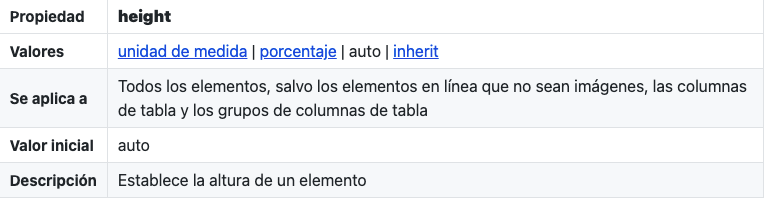 Propiedad height
Valores unidad de medida | porcentaje | auto | inherit
Se aplica a Todos los elementos, salvo los elementos en línea que no sean imágenes, las columnas
de tabla y los grupos de columnas de tabla
Valor inicial auto
Descripción Establece la altura de un elemento